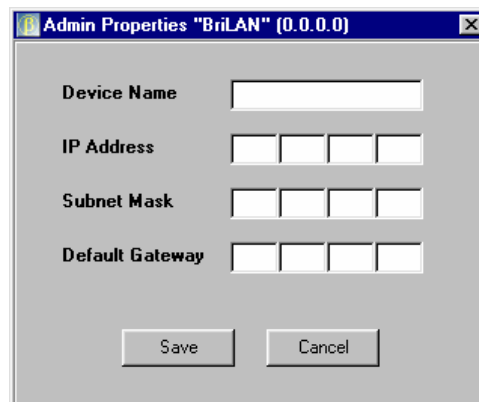 β Admin Properties "BriLAN" (0.0.0.0)
Device Name
IP Address
Subnet Mask
Default Gateway
Save Cancel